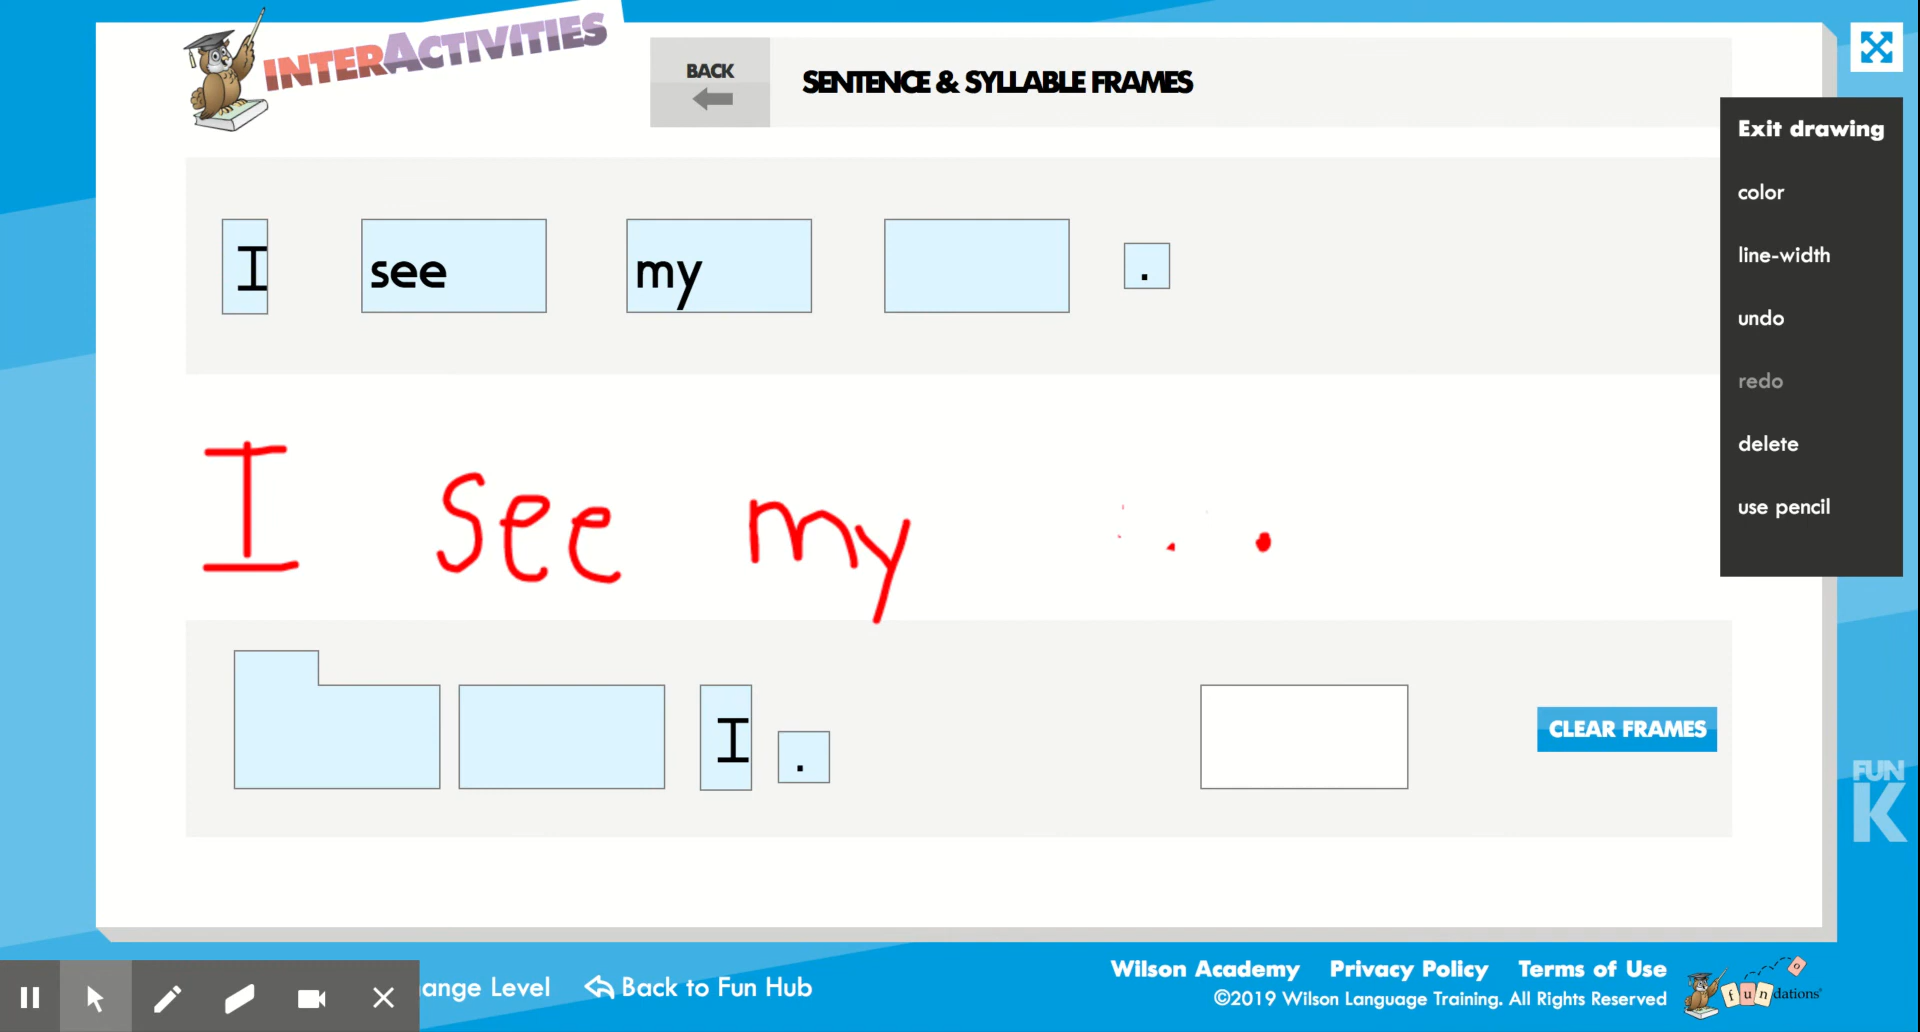 INTERACTIVITIES
BACK
SENTENCE & SYLLABLE FRAMES
Exit drawing
color
line-width
undo
redo
delete
use pencil
I see my .
I see my .
I .
CLEAR FRAMES
FUN
K
ange Level Back to Fun Hub
Wilson Academy Privacy Policy Terms of Use
©2019 Wilson Language Training. All Rights Reserved
fundations®